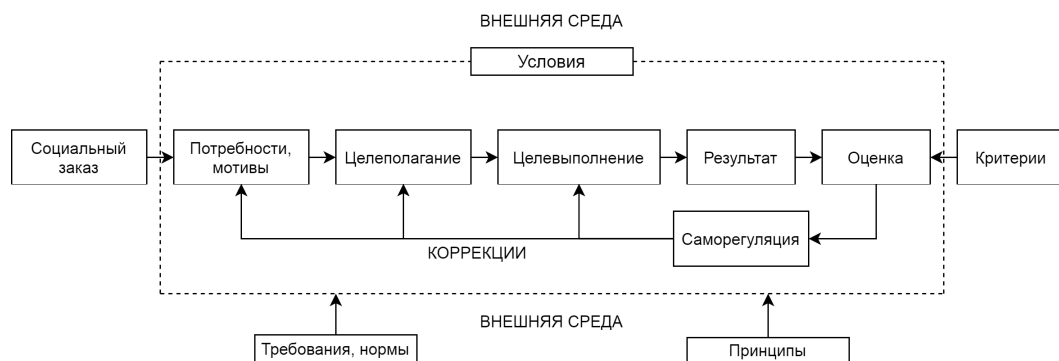 ВНЕШНЯЯ СРЕДА
Условия
Социальный
заказ
Потребности,
мотивы
Целеполагание
Целевыполнение
Результат
Оценка
Критерии
Саморегуляция
КОРРЕКЦИИ
ВНЕШНЯЯ СРЕДА
Требования, нормы
Принципы